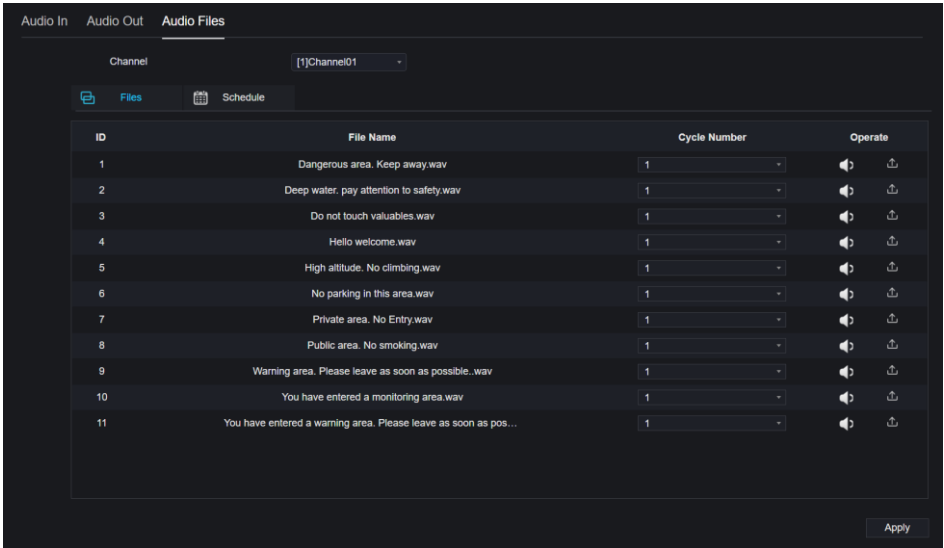 Audio In Audio Out Audio Files
Channel [1]Channel01
Files Schedule
ID File Name Cycle Number Operate
1 Dangerous area. Keep away.wav 1
2 Deep water. pay attention to safety.wav 1
3 Do not touch valuables.wav 1
4 Hello welcome.wav 1
5 High altitude. No climbing.wav 1
6 No parking in this area.wav 1
7 Private area. No Entry.wav 1
8 Public area. No smoking.wav 1
9 Warning area. Please leave as soon as possible..wav 1
10 You have entered a monitoring area.wav 1
11 You have entered a warning area. Please leave as soon as pos... 1
Apply